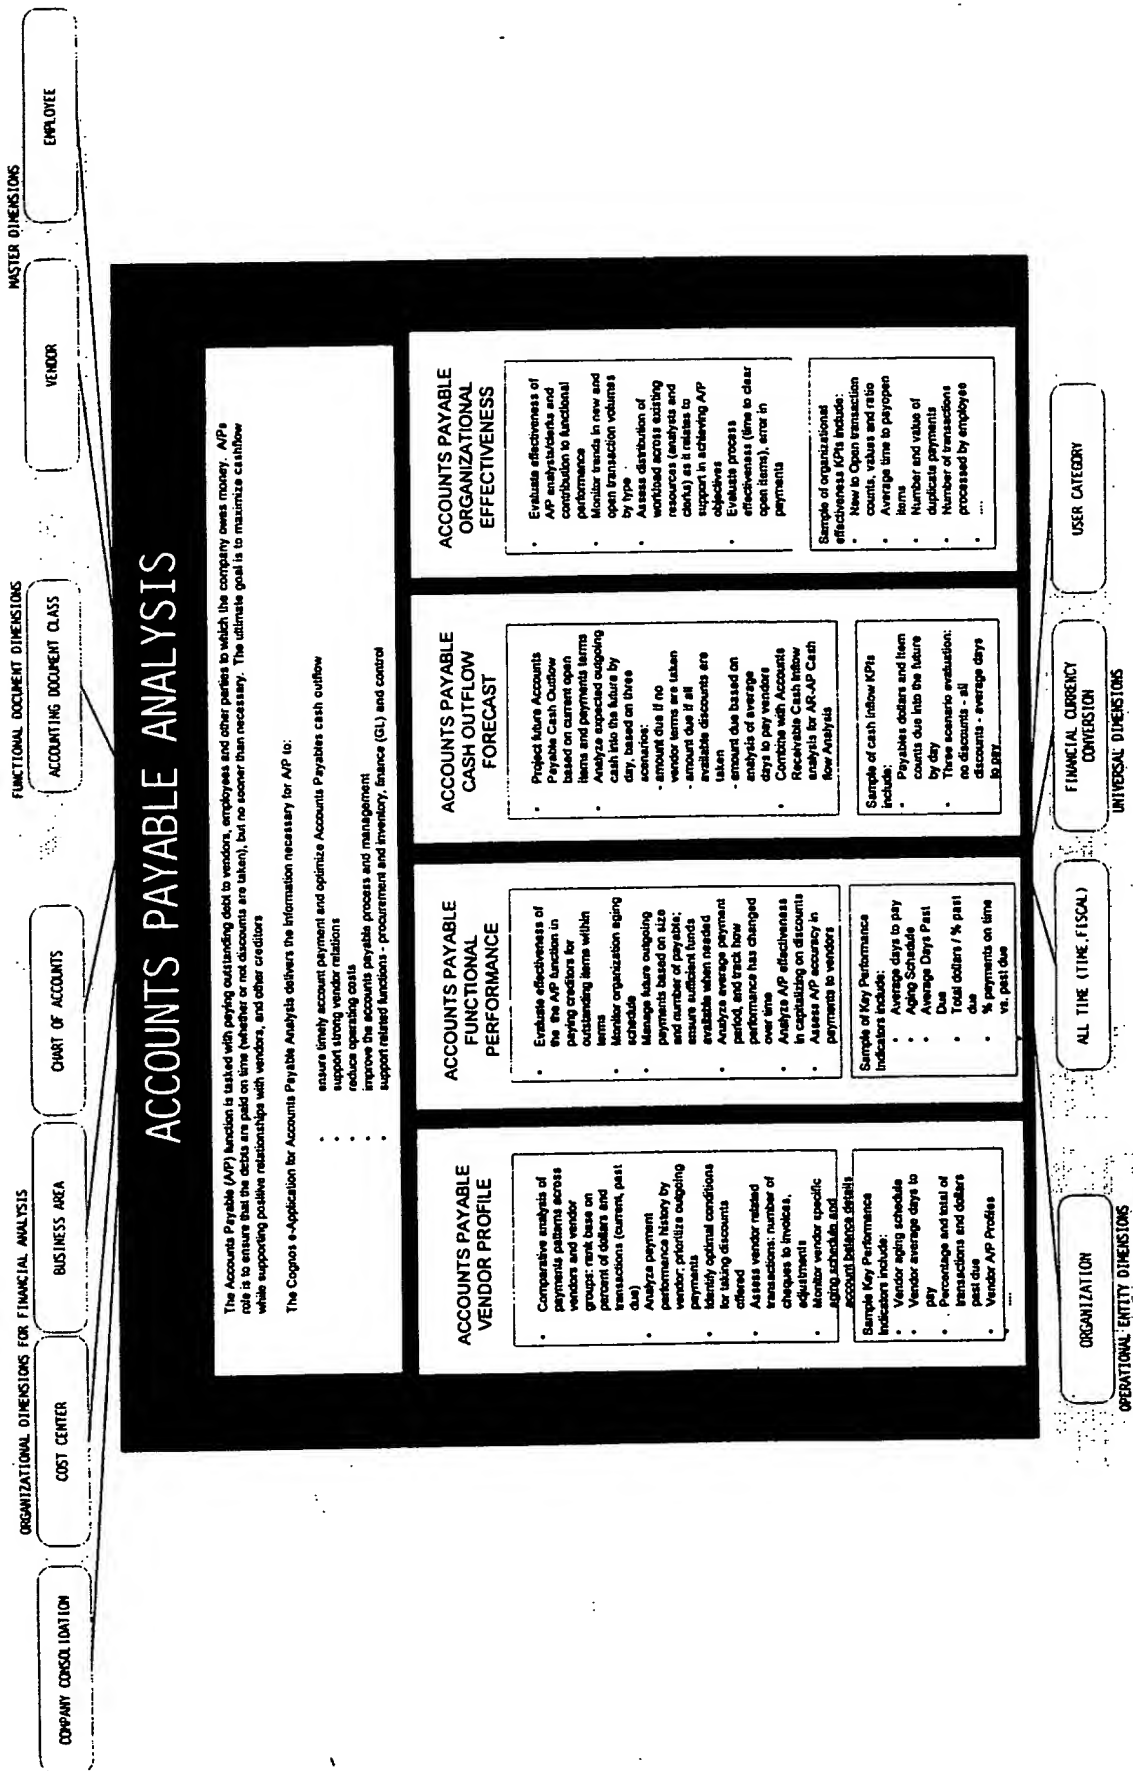 ORGANIZATIONAL DIMENSIONS FOR FINANCIAL ANALYSIS
FUNCTIONAL DOCUMENT DIMENSIONS
MASTER DIMENSIONS
COMPANY CONSOLIDATION
COST CENTER
BUSINESS AREA
CHART OF ACCOUNTS
ACCOUNTING DOCUMENT CLASS
VENDOR
EMPLOYEE
ACCOUNTS PAYABLE ANALYSIS
The Accounts Payable (A/P) function is tasked with paying outstanding debt to vendors, employees and other parties to which the company owes money. A/Ps
role is to ensure that the debts are paid on time (whether or not discounts are taken), but no sooner than necessary. The ultimate goal is to maximize cashflow
while supporting positive relationships with vendors, and other creditors
The Cognos e-Application for Accounts Payable Analysis delivers the information necessary for A/P to:
• ensure timely account payment and optimize Accounts Payables cash outflow
• support strong vendor relations
• reduce operating costs
• improve the accounts payable process and management
• support related functions - procurement and inventory, finance (GL) and control
ACCOUNTS PAYABLE
VENDOR PROFILE
• Comparative analysis of
payments patterns across
vendors and vendor
groups: rank base on
percent of dollars and
transactions (current, past
due)
• Analyze payment
performance history by
vendor: prioritize outgoing
payments
• Identify optimal conditions
for taking discounts
offered
• Assess vendor related
transactions: number of
cheques to invoices,
adjustments
• Monitor vendor specific
aging schedule and
account balance details
Sample Key Performance
Indicators include:
• Vendor aging schedule
• Vendor average days to
pay
• Percentage and total of
transactions and dollars
past due
• Vendor A/P Profiles
• ....
ACCOUNTS PAYABLE
FUNCTIONAL
PERFORMANCE
• Evaluate effectiveness of
the the A/P function in
paying creditors for
outstanding items within
terms
• Monitor organization aging
schedule
• Manage future outgoing
payments based on size
and number of payable;
ensure sufficient funds
available when needed
• Analyze average payment
period, and track how
performance has changed
over time
• Analyze A/P effectiveness
in capitalizing on discounts
• Assess A/P accuracy in
payments to vendors
Sample of Key Performance
Indicators include:
• Average days to pay
• Aging Schedule
• Average Days Past
Due
• Total dollars / % past
due
• % payments on time
vs. past due
ACCOUNTS PAYABLE
CASH OUTFLOW
FORECAST
• Project future Accounts
Payable Cash Outflow
based on current open
items and payments terms
• Analyze expected outgoing
cash into the future by
day, based on three
scenarios:
- amount due if no
vendor terms are taken
- amount due if all
available discounts are
taken
- amount due based on
analysis of average
days to pay vendors
• Combine with Accounts
Receivable Cash Inflow
analysis for AR-AP Cash
flow Analysis
Sample of cash inflow KPIs
include:
• Payables dollars and item
counts due into the future
by day
• Three scenario evaluation:
no discounts - all
discounts - average days
to pay
ACCOUNTS PAYABLE
ORGANIZATIONAL
EFFECTIVENESS
• Evaluate effectiveness of
A/P analysts/clerks and
contribution to functional
performance
• Monitor trends in new and
open transaction volumes
by type
• Assess distribution of
workload across existing
resources (analysts and
clerks) as it relates to
support in achieving A/P
objectives
• Evaluate process
effectiveness (time to clear
open items), error in
payments
Sample of organizational
effectiveness KPIs include:
• New to Open transaction
counts, values and ratio
• Average time to payopen
items
• Number and value of
duplicate payments
• Number of transactions
processed by employee
• ....
ORGANIZATION
ALL TIME (TIME,FISCAL)
FINANCIAL CURRENCY
CONVERSION
USER CATEGORY
OPERATIONAL ENTITY DIMENSIONS
UNIVERSAL DIMENSIONS